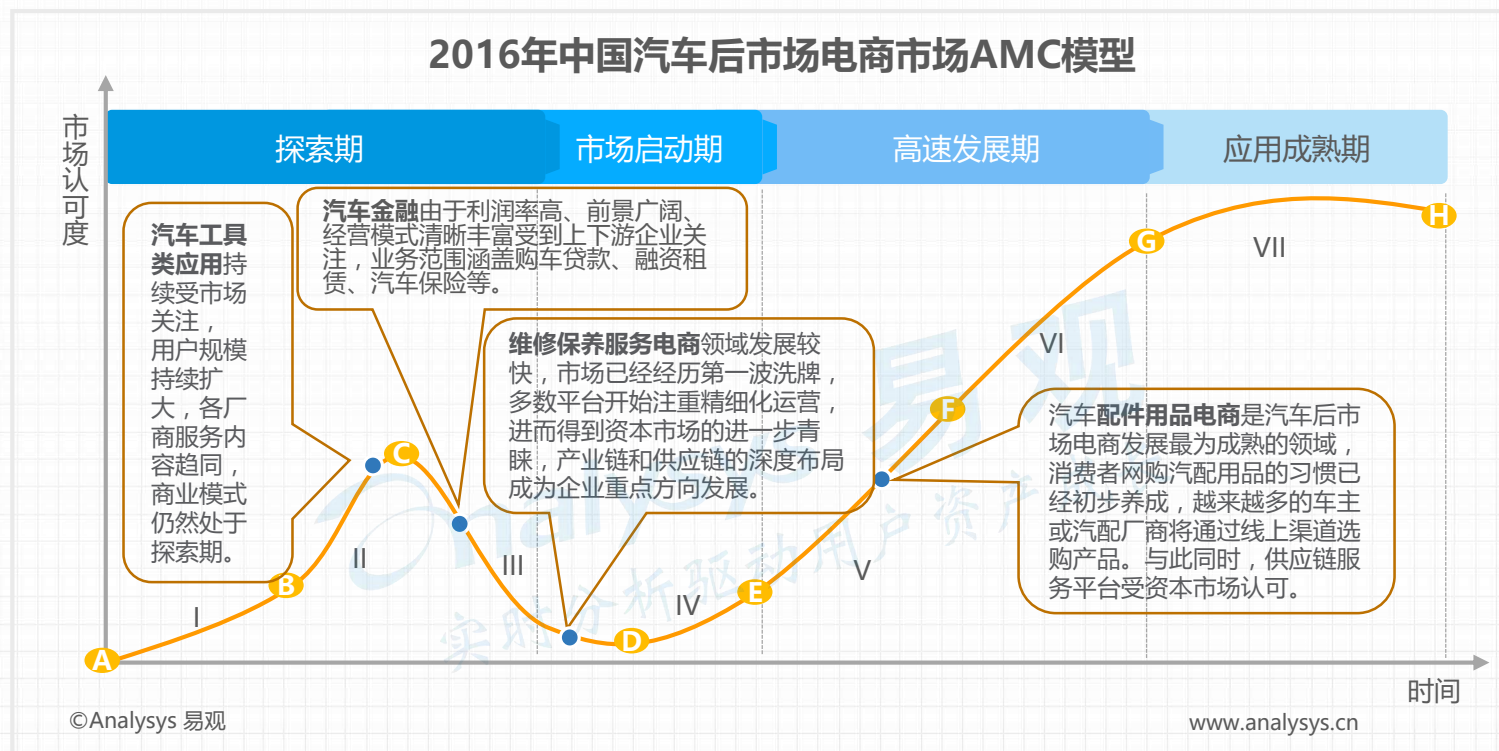 2016年中国汽车后市场电商市场AMC模型
市场认可度
探索期
市场启动期
高速发展期
应用成熟期
汽车工具
类应用持
续受市场
关注，
用户规模
持续扩
大，各厂
商服务内
容趋同，
商业模式
仍然处于
探索期。
汽车金融由于利润率高、前景广阔、
经营模式清晰丰富受到上下游企业关
注，业务范围涵盖购车贷款、融资租
赁、汽车保险等。
维修保养服务电商领域发展较
快，市场已经经历第一波洗牌，
多数平台开始注重精细化运营，
进而得到资本市场的进一步青
睐，产业链和供应链的深度布局
成为企业重点方向发展。
汽车配件用品电商是汽车后市
场电商发展最为成熟的领域，
消费者网购汽配用品的习惯已
经初步养成，越来越多的车主
或汽配厂商将通过线上渠道选
购产品。与此同时，供应链服
务平台受资本市场认可。
A
I
B
II
C
III
D
IV
E
V
F
VI
G
VII
H
Analysys 易观
实时分析驱动用户资产成长
时间
©Analysys 易观
www.analysys.cn